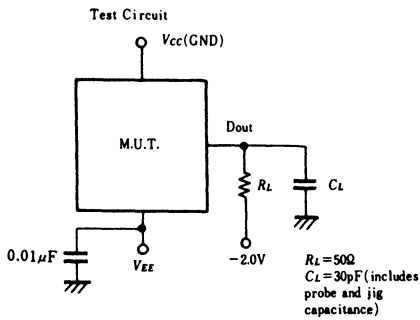 Test Circuit
Vcc(GND)
M.U.T.
Dout
RL
CL
0.01μF
VEE
−2.0V
RL=50Ω
CL=30pF(includes
probe and jig
capacitance)